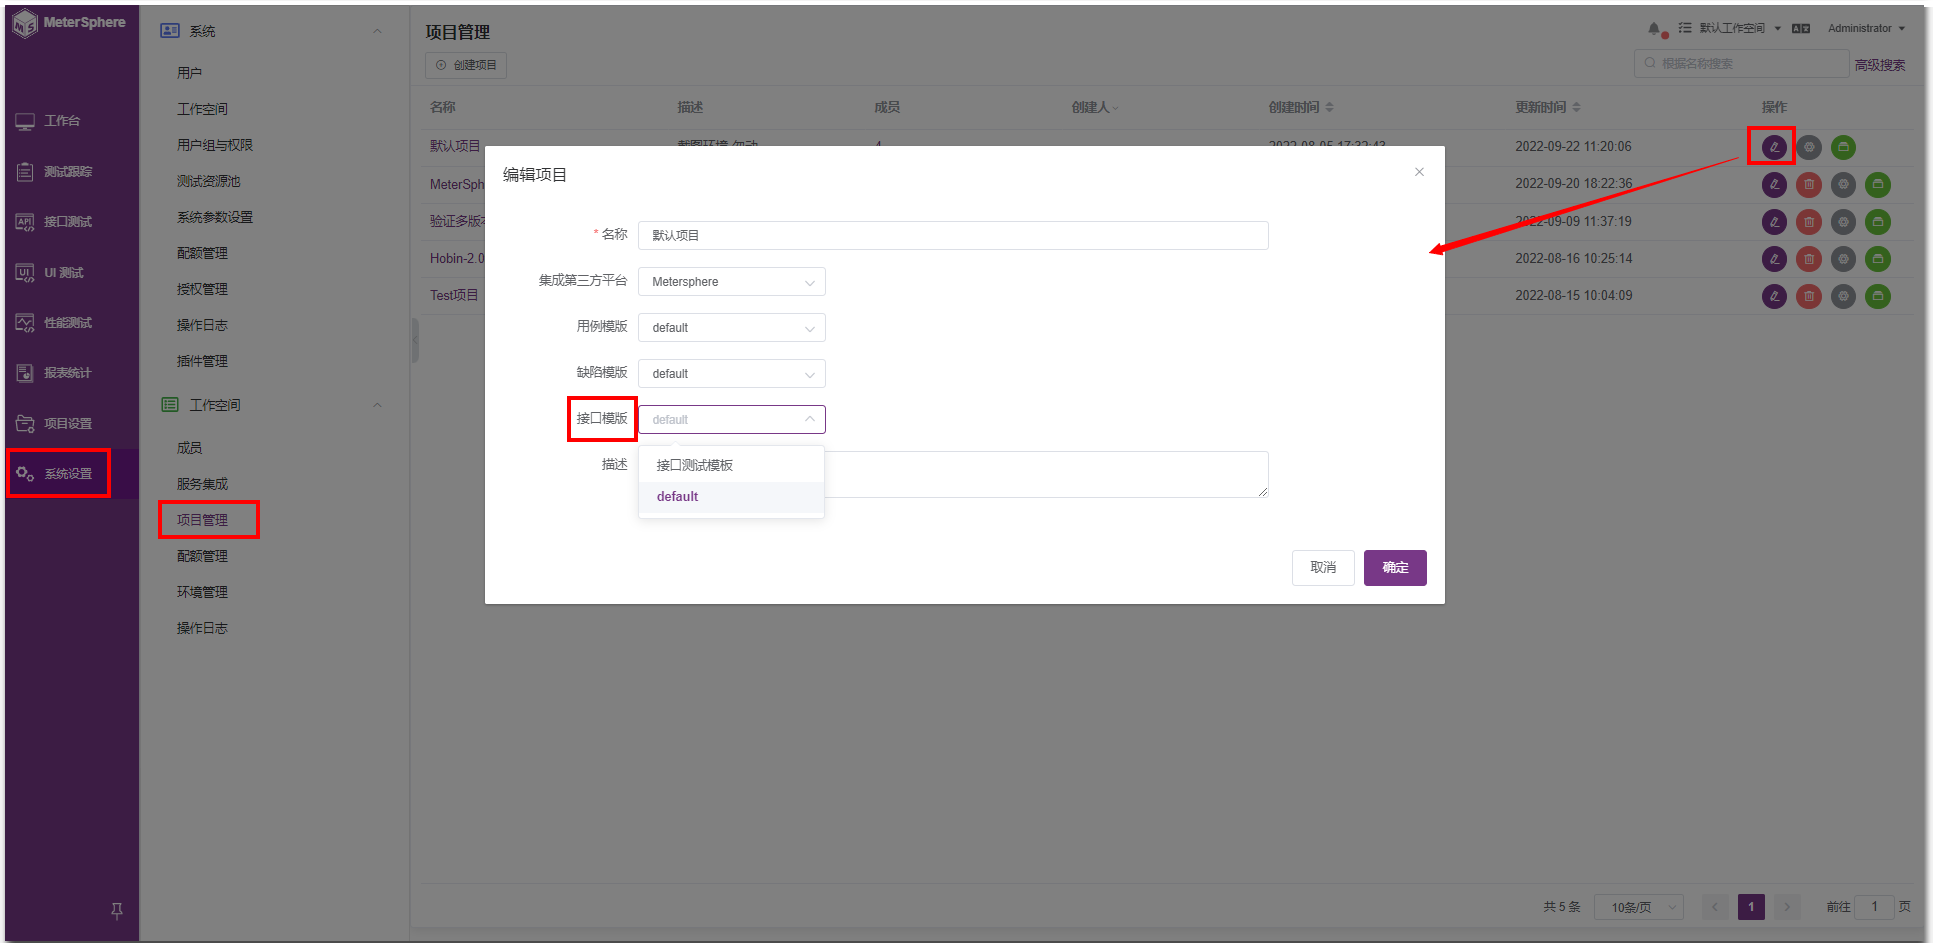 MeterSphere
工作台
测试跟踪
接口测试
UI 测试
性能测试
报表统计
项目设置
系统设置
系统
用户
工作空间
用户组与权限
测试资源池
系统参数设置
配额管理
授权管理
操作日志
插件管理
工作空间
成员
服务集成
项目管理
配额管理
环境管理
操作日志
项目管理
默认工作空间
Administrator
创建项目
根据名称搜索
高级搜索
名称 描述 成员 创建人 创建时间 更新时间 操作
默认项目 截图环境 勿动 4 2022-08-05 17:32:43 2022-09-22 11:20:06
MeterSph 2022-09-20 18:22:36
验证多版本 2022-09-09 11:37:19
Hobin-2.0 2022-08-16 10:25:14
Test项目 2022-08-15 10:04:09
编辑项目
* 名称 默认项目
集成第三方平台 Metersphere
用例模版 default
缺陷模版 default
接口模版 default
描述
接口测试模板
default
取消 确定
共 5 条 10条/页 1 前往 1 页